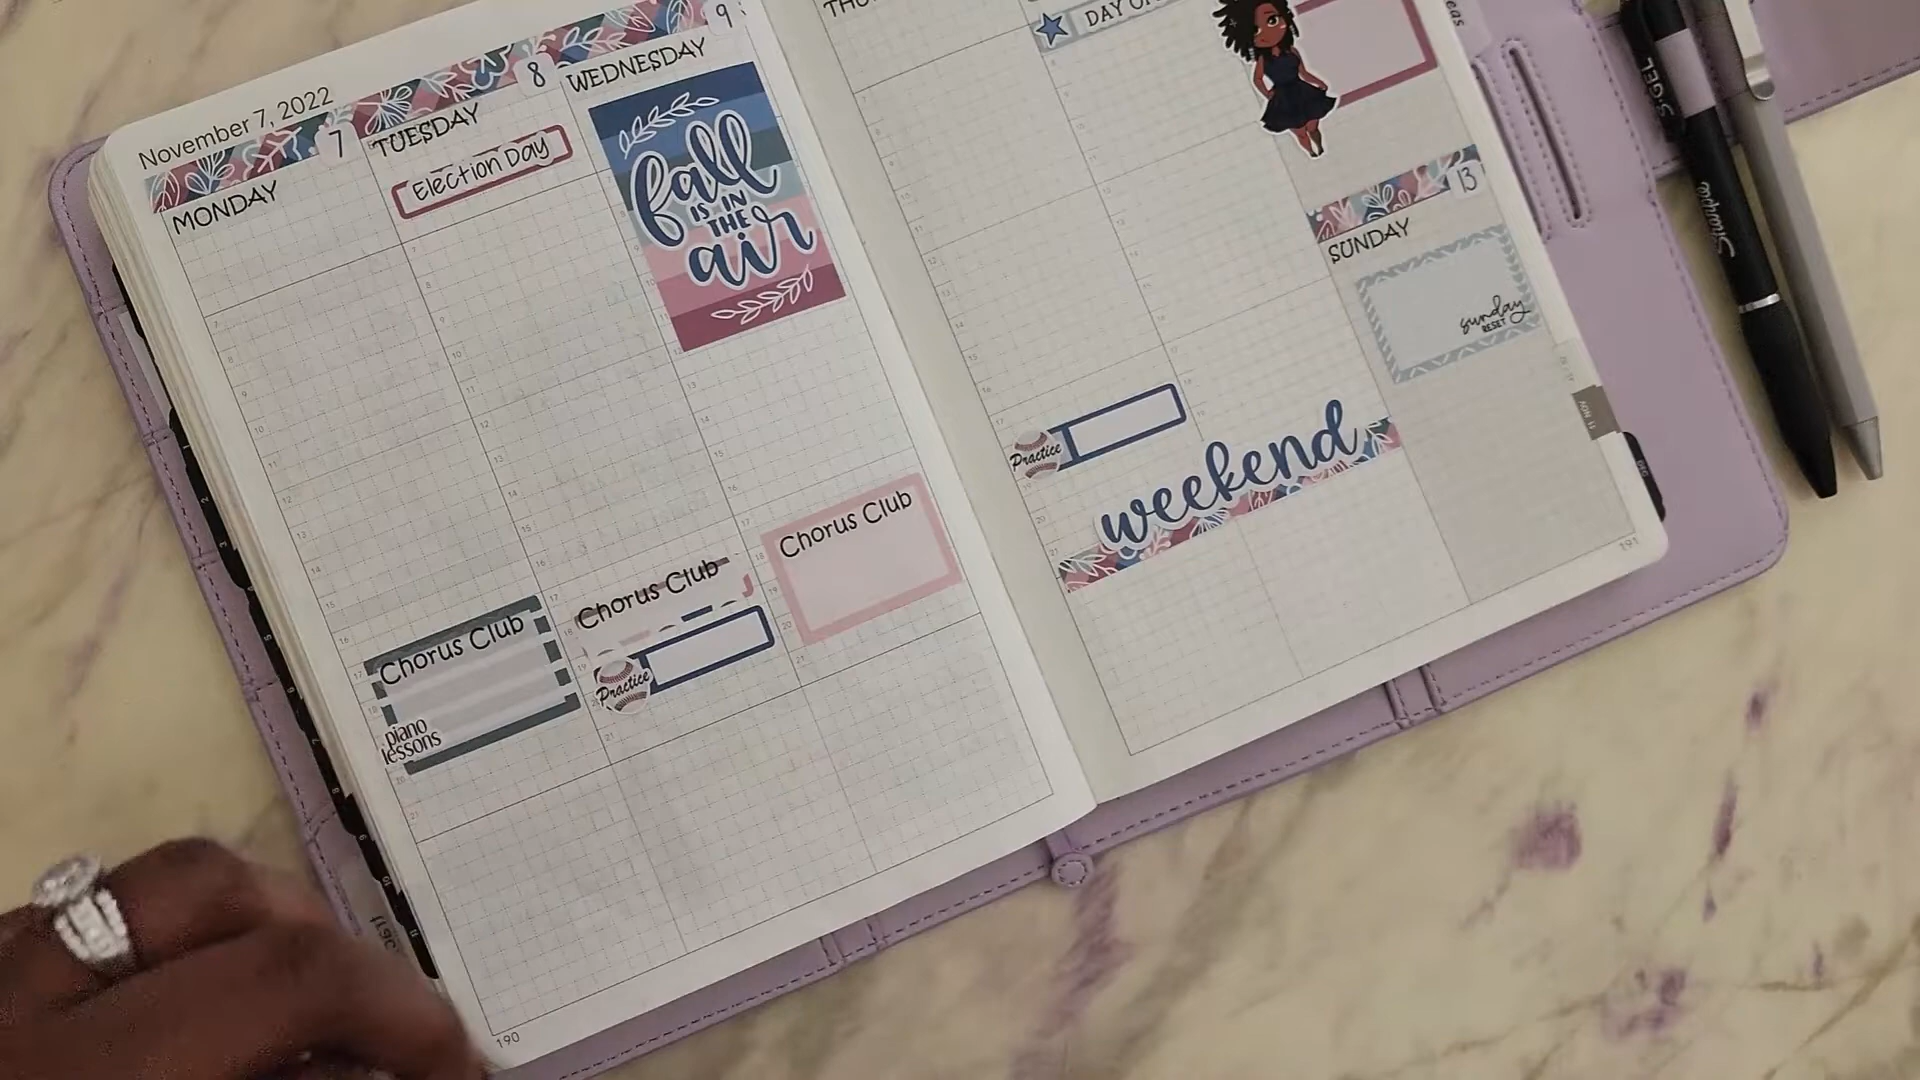 November 7, 2022
7
8
9
MONDAY
TUESDAY
WEDNESDAY
Election Day
fall
IS IN
THE
air
Chorus Club
piano
lessons
Chorus Club
Practice
Chorus Club
190
DAY
Practice
weekend
13
SUNDAY
sunday
RESET
191
Sharpie